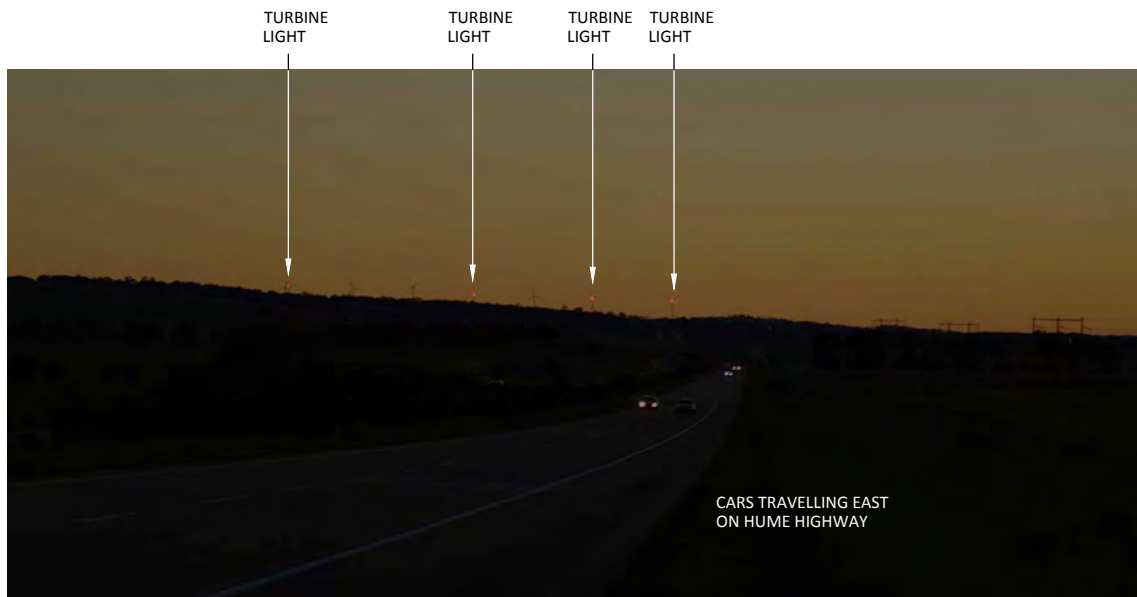 TURBINE
LIGHT
TURBINE
LIGHT
TURBINE
LIGHT
TURBINE
LIGHT
CARS TRAVELLING EAST
ON HUME HIGHWAY